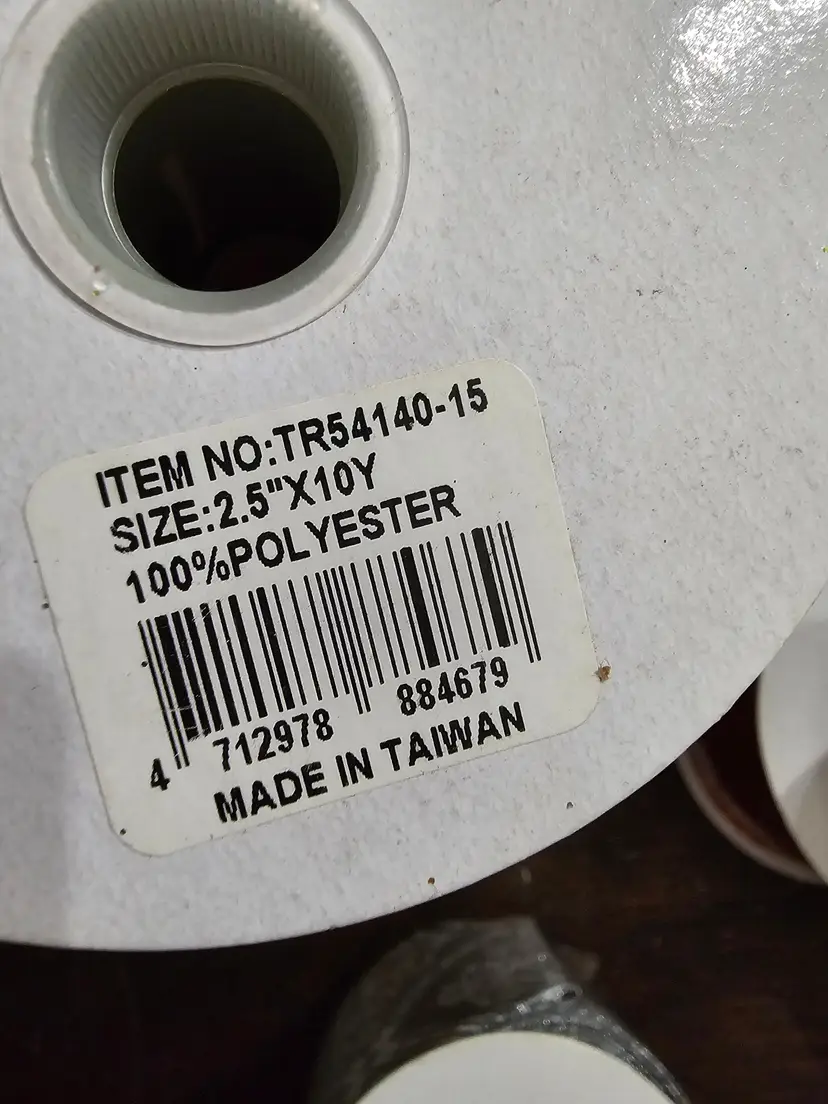 ITEM NO:TR54140-15
SIZE:2.5"X10Y
100%POLYESTER
4 712978 884679
MADE IN TAIWAN